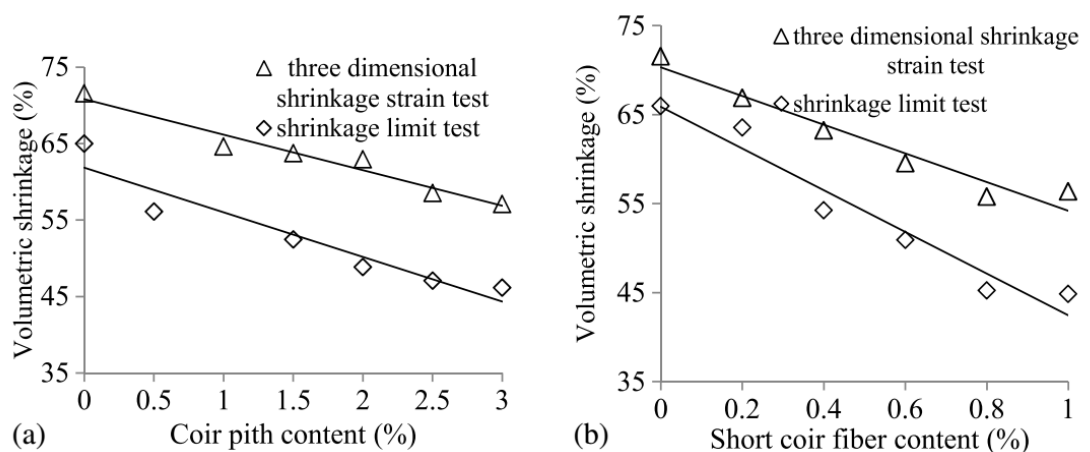 75
65
55
45
35
Volumetric shrinkage (%)
three dimensional
shrinkage strain test
shrinkage limit test
0 0.5 1 1.5 2 2.5 3
(a) Coir pith content (%)
75
65
55
45
35
Volumetric shrinkage (%)
three dimensional shrinkage
strain test
shrinkage limit test
0 0.2 0.4 0.6 0.8 1
(b) Short coir fiber content (%)